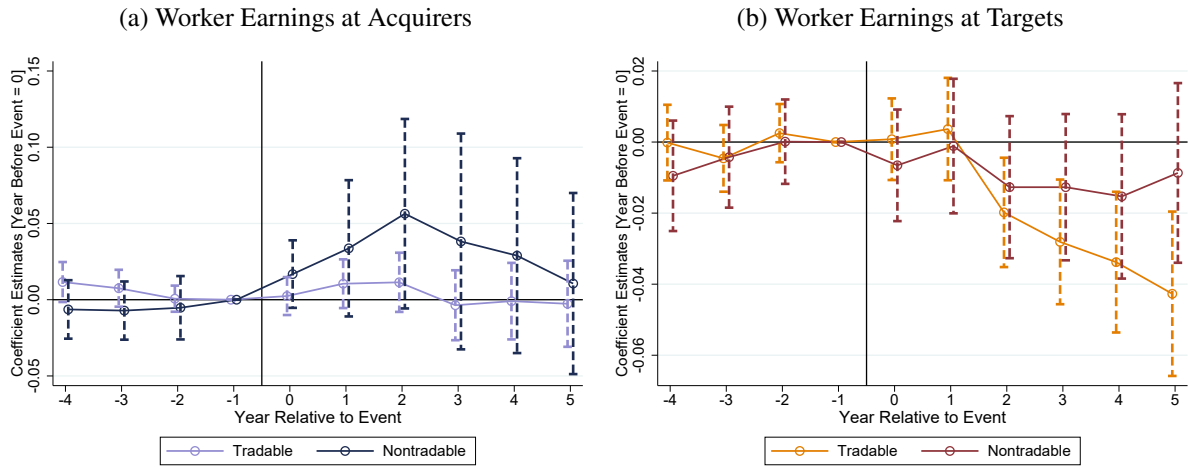 (a) Worker Earnings at Acquirers
Coefficient Estimates [Year Before Event = 0]
0.15
0.10
0.05
0.00
-0.05
-4 -3 -2 -1 0 1 2 3 4 5
Year Relative to Event
Tradable Nontradable
(b) Worker Earnings at Targets
Coefficient Estimates [Year Before Event = 0]
0.02
0.00
-0.02
-0.04
-0.06
-4 -3 -2 -1 0 1 2 3 4 5
Year Relative to Event
Tradable Nontradable